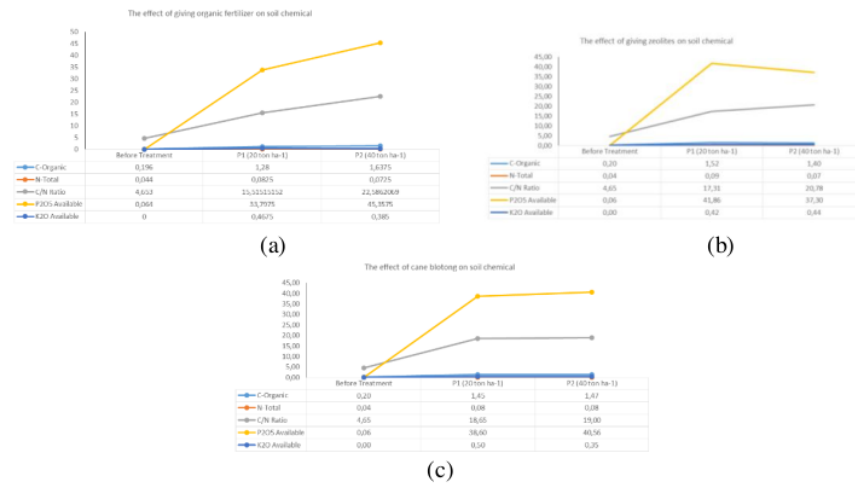 The effect of giving organic fertilizer on soil chemical
50
45
40
35
30
25
20
15
10
5
0
Before Treatment P1 (20 ton ha-1) P2 (40 ton ha-1)
C-Organic 0,196 1,28 1,6375
N-Total 0,044 0,0825 0,0725
C/N Ratio 4,653 15,51515152 22,5862069
P2O5 Available 0,064 33,7975 45,3575
K2O Available 0 0,4675 0,385
(a)
The effect of giving zeolites on soil chemical
45,00
40,00
35,00
30,00
25,00
20,00
15,00
10,00
5,00
0,00
Before Treatment P1 (20 ton ha-1) P2 (40 ton ha-1)
C-Organic 0,20 1,52 1,40
N-Total 0,04 0,09 0,07
C/N Ratio 4,65 17,31 20,78
P2O5 Available 0,06 41,86 37,30
K2O Available 0,00 0,42 0,44
(b)
The effect of cane blotong on soil chemical
45,00
40,00
35,00
30,00
25,00
20,00
15,00
10,00
5,00
0,00
Before Treatment P1 (20 ton ha-1) P2 (40 ton ha-1)
C-Organic 0,20 1,45 1,47
N-Total 0,04 0,08 0,08
C/N Ratio 4,65 18,65 19,00
P2O5 Available 0,06 38,60 40,56
K2O Available 0,00 0,50 0,35
(c)